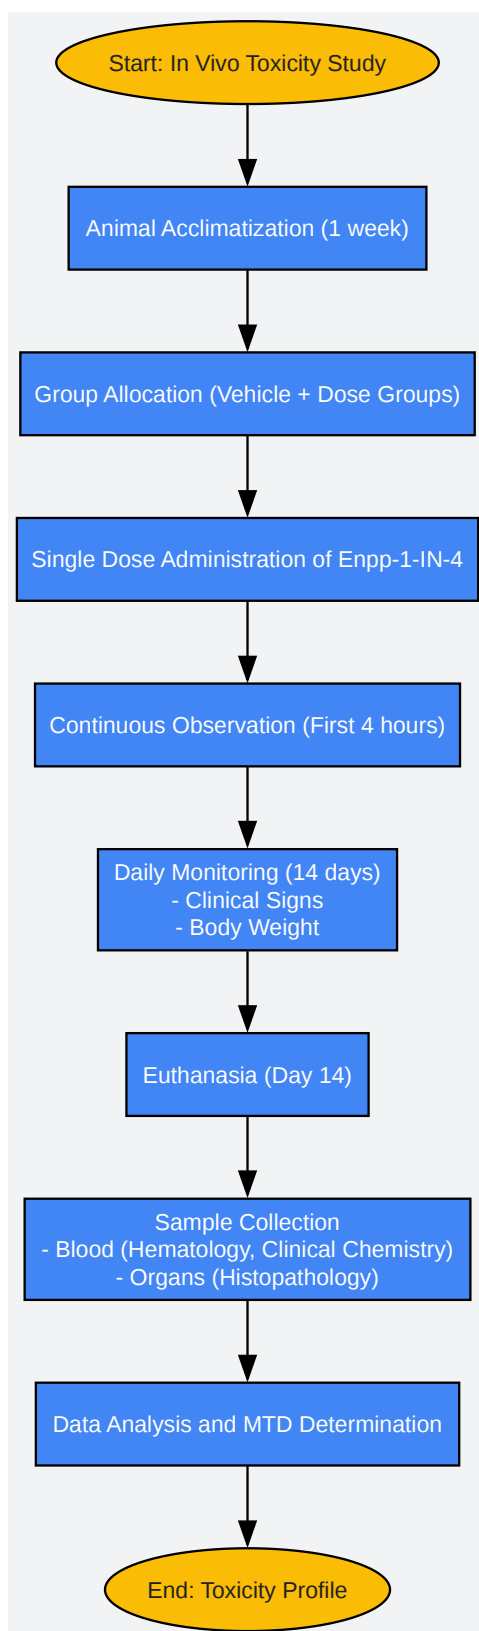 Start: In Vivo Toxicity Study
Animal Acclimatization (1 week)
Group Allocation (Vehicle + Dose Groups)
Single Dose Administration of Enpp-1-IN-4
Continuous Observation (First 4 hours)
Daily Monitoring (14 days)
- Clinical Signs
- Body Weight
Euthanasia (Day 14)
Sample Collection
- Blood (Hematology, Clinical Chemistry)
- Organs (Histopathology)
Data Analysis and MTD Determination
End: Toxicity Profile